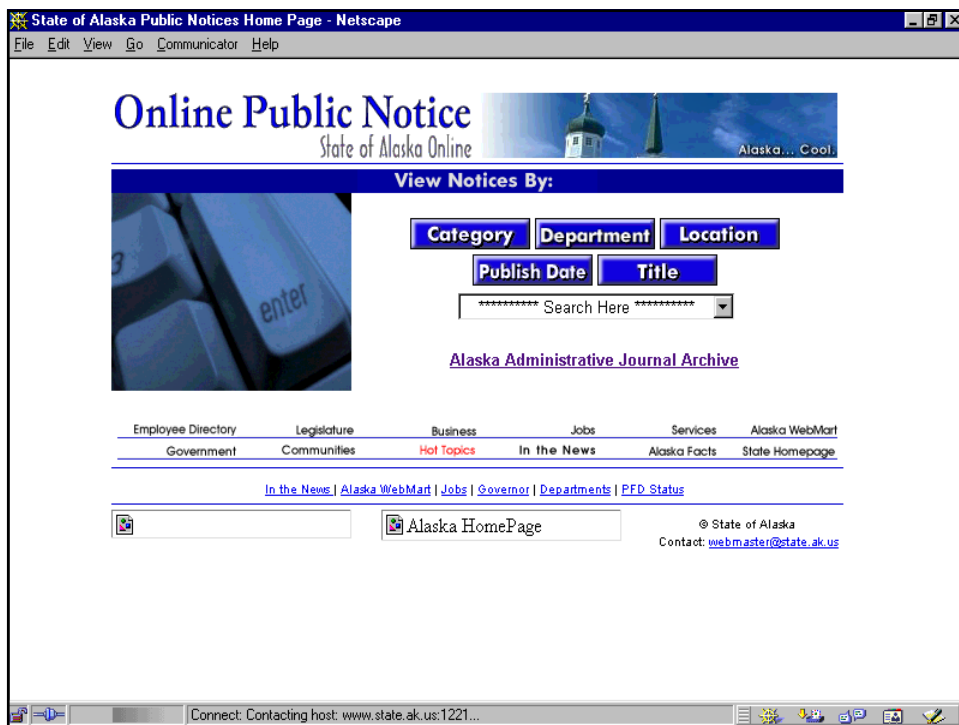 State of Alaska Public Notices Home Page - Netscape
File Edit View Go Communicator Help
Online Public Notice
State of Alaska Online
Alaska... Cool.
View Notices By:
3
enter
Category Department Location
Publish Date Title
********** Search Here **********
Alaska Administrative Journal Archive
Employee Directory Legislature Business Jobs Services Alaska WebMart
Government Communities Hot Topics In the News Alaska Facts State Homepage
In the News | Alaska WebMart | Jobs | Governor | Departments | PFD Status
Alaska HomePage
© State of Alaska
Contact: webmaster@state.ak.us
Connect: Contacting host: www.state.ak.us:1221...